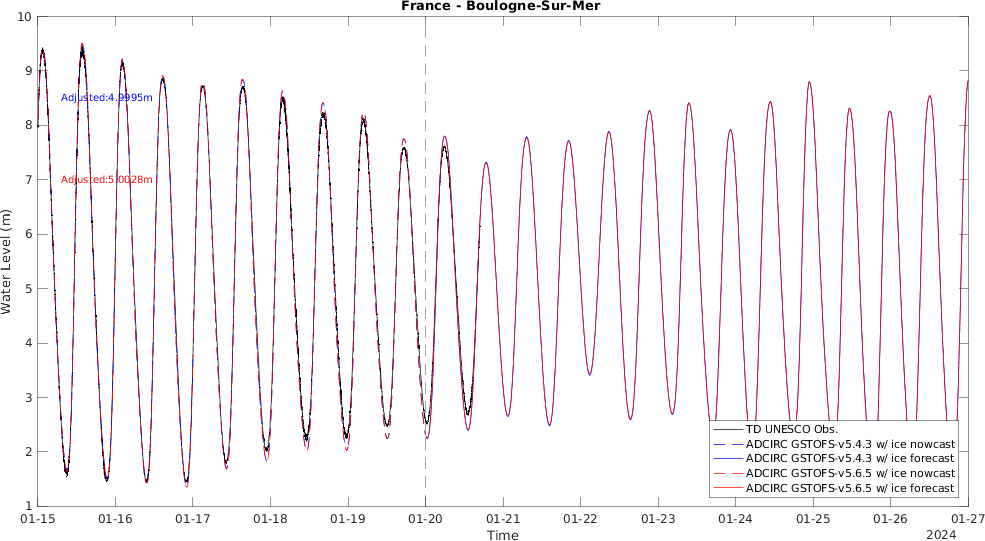 France - Boulogne-Sur-Mer
10
9
8
7
6
5
4
3
2
1
Water Level (m)
Adjusted:4.9995m
Adjusted:5.0028m
TD UNESCO Obs.
ADCIRC GSTOFS-v5.4.3 w/ ice nowcast
ADCIRC GSTOFS-v5.4.3 w/ ice forecast
ADCIRC GSTOFS-v5.6.5 w/ ice nowcast
ADCIRC GSTOFS-v5.6.5 w/ ice forecast
01-15 01-16 01-17 01-18 01-19 01-20 01-21 01-22 01-23 01-24 01-25 01-26 01-27
Time
2024